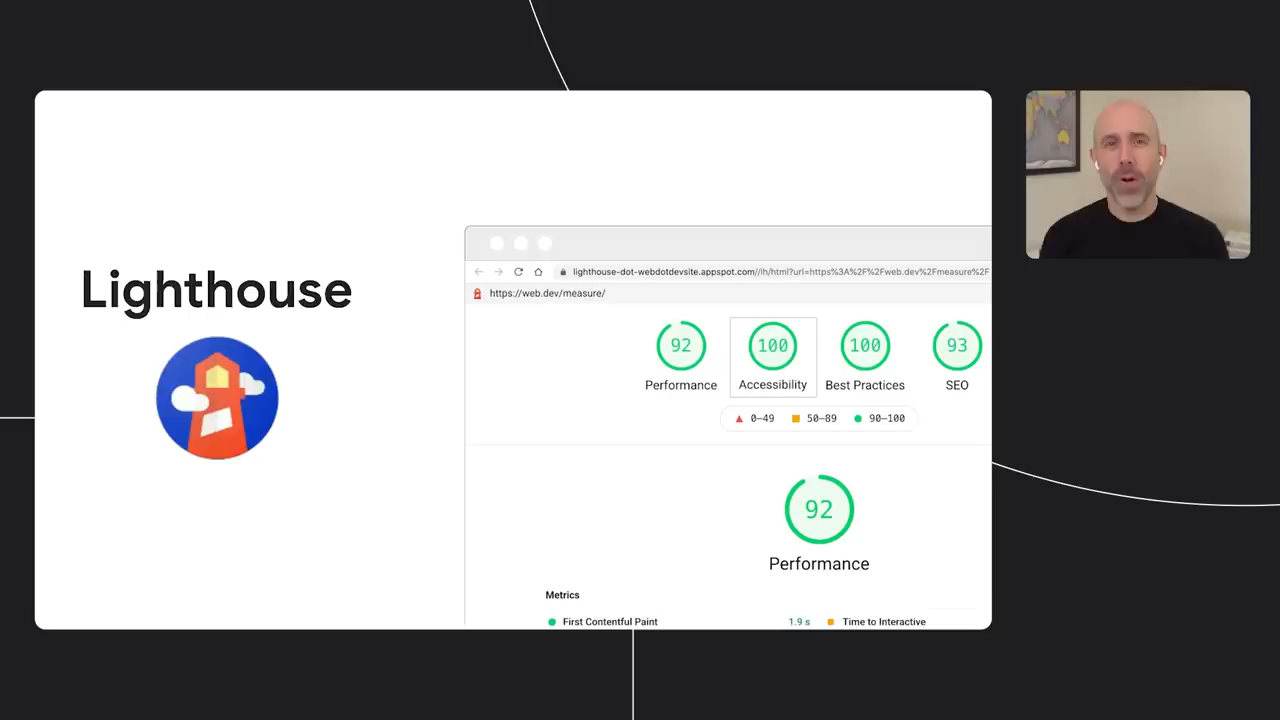 Lighthouse
lighthouse-dot-webdotdevsite.appspot.com//lh/html?url=https%3A%2F%2Fweb.dev%2Fmeasure%2F
https://web.dev/measure/
92 100 100 93
Performance Accessibility Best Practices SEO
0–49 50–89 90–100
92
Performance
Metrics
First Contentful Paint 1.9 s Time to Interactive